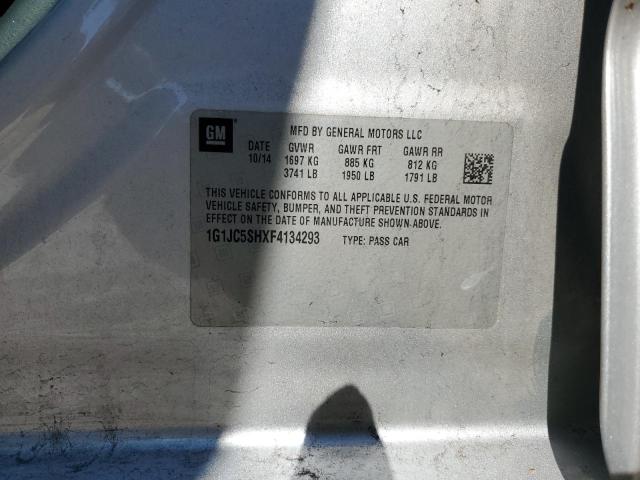 GM
MFD BY GENERAL MOTORS LLC
DATE GVWR GAWR FRT GAWR RR
10/14 1697 KG 885 KG 812 KG
3741 LB 1950 LB 1791 LB
THIS VEHICLE CONFORMS TO ALL APPLICABLE U.S. FEDERAL MOTOR
VEHICLE SAFETY, BUMPER, AND THEFT PREVENTION STANDARDS IN
EFFECT ON THE DATE OF MANUFACTURE SHOWN ABOVE.
1G1JC5SHXF4134293 TYPE: PASS CAR